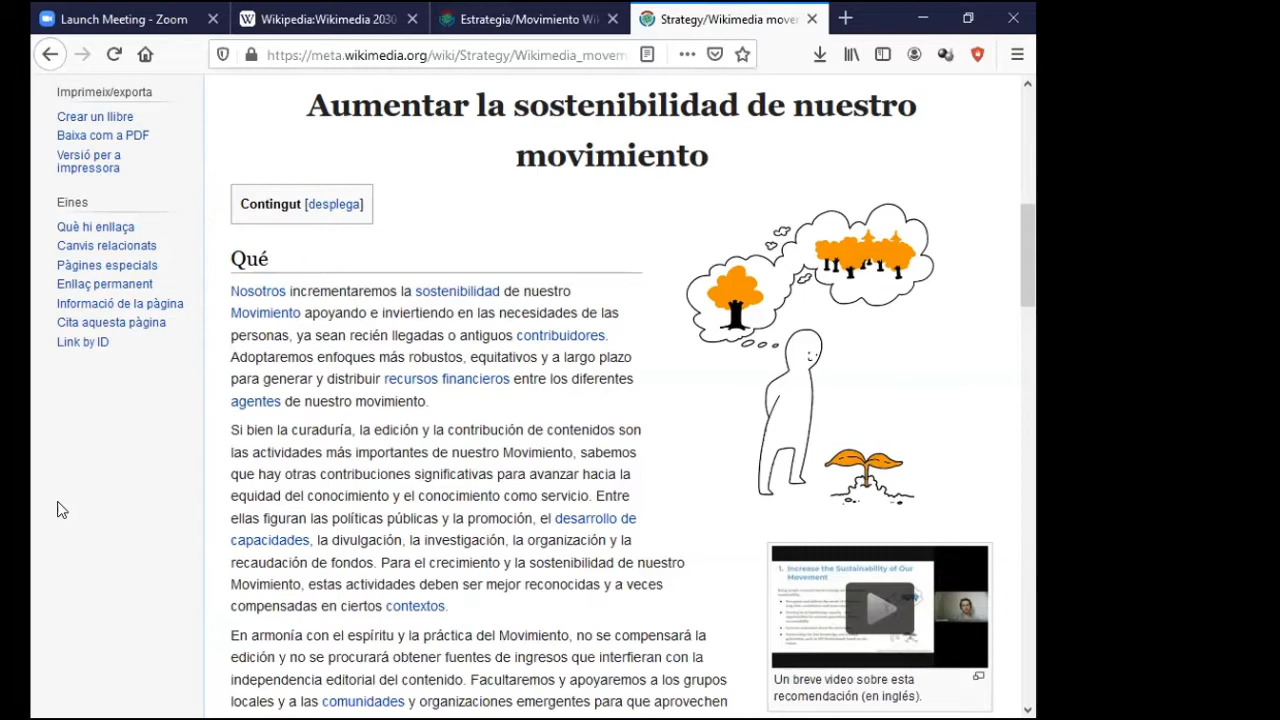 Launch Meeting - Zoom
Wikipedia:Wikimedia 2030
Estrategia/Movimiento Wi
Strategy/Wikimedia mover
https://meta.wikimedia.org/wiki/Strategy/Wikimedia_movem
Imprimeix/exporta
Crear un llibre
Baixa com a PDF
Versió per a
impressora
Eines
Què hi enllaça
Canvis relacionats
Pàgines especials
Enllaç permanent
Informació de la pàgina
Cita aquesta pàgina
Link by ID
Aumentar la sostenibilidad de nuestro
movimiento
Contingut [desplega]
Qué
Nosotros incrementaremos la sostenibilidad de nuestro
Movimiento apoyando e inviertiendo en las necesidades de las
personas, ya sean recién llegadas o antiguos contribuidores.
Adoptaremos enfoques más robustos, equitativos y a largo plazo
para generar y distribuir recursos financieros entre los diferentes
agentes de nuestro movimiento.
Si bien la curaduría, la edición y la contribución de contenidos son
las actividades más importantes de nuestro Movimiento, sabemos
que hay otras contribuciones significativas para avanzar hacia la
equidad del conocimiento y el conocimiento como servicio. Entre
ellas figuran las políticas públicas y la promoción, el desarrollo de
capacidades, la divulgación, la investigación, la organización y la
recaudación de fondos. Para el crecimiento y la sostenibilidad de nuestro
Movimiento, estas actividades deben ser mejor reconocidas y a veces
compensadas en ciertos contextos.
En armonía con el espíritu y la práctica del Movimiento, no se compensará la
edición y no se procurará obtener fuentes de ingresos que interfieran con la
independencia editorial del contenido. Facultaremos y apoyaremos a los grupos
locales y a las comunidades y organizaciones emergentes para que aprovechen
1. Increase the Sustainability of Our
Movement
Un breve video sobre esta
recomendación (en inglés).